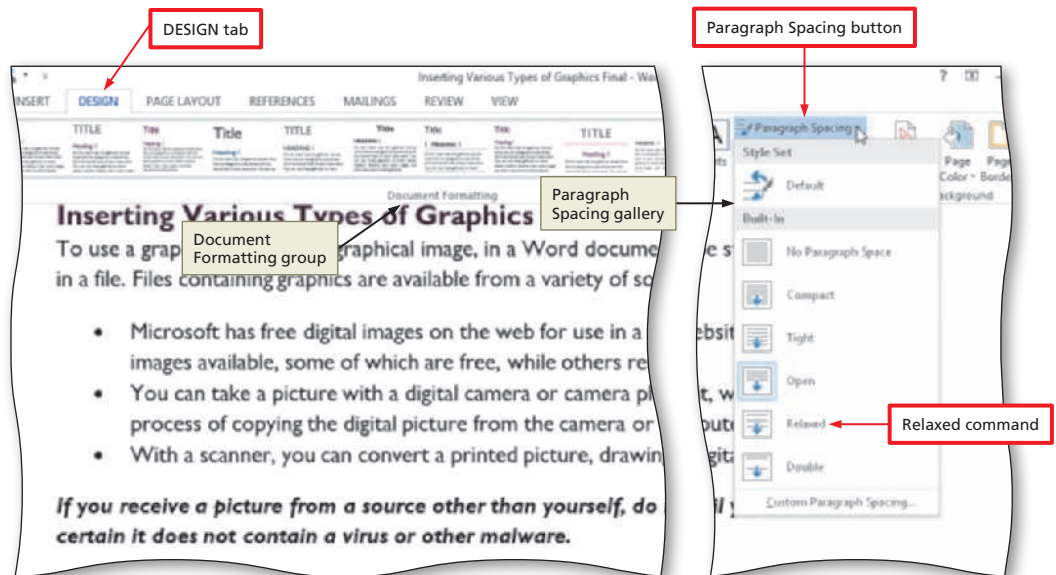 DESIGN tab
Paragraph Spacing button
Inserting Various Types of Graphics Final - Wo
INSERT DESIGN PAGE LAYOUT REFERENCES MAILINGS REVIEW VIEW
TITLE Title Title TITLE Title Title Title TITLE
Document Formatting
Document
Formatting group
Paragraph
Spacing gallery
Inserting Various Types of Graphics
To use a grap graphical image, in a Word docume
in a file. Files containing graphics are available from a variety of so
• Microsoft has free digital images on the web for use in a
images available, some of which are free, while others re
• You can take a picture with a digital camera or camera ph
process of copying the digital picture from the camera or
• With a scanner, you can convert a printed picture, drawin
If you receive a picture from a source other than yourself, do
certain it does not contain a virus or other malware.
Paragraph Spacing
Page
Color
Page
Borde
ackground
Style Set
Default
Built-In
No Paragraph Space
Compact
Tight
Open
Relaxed
Double
Custom Paragraph Spacing...
Relaxed command